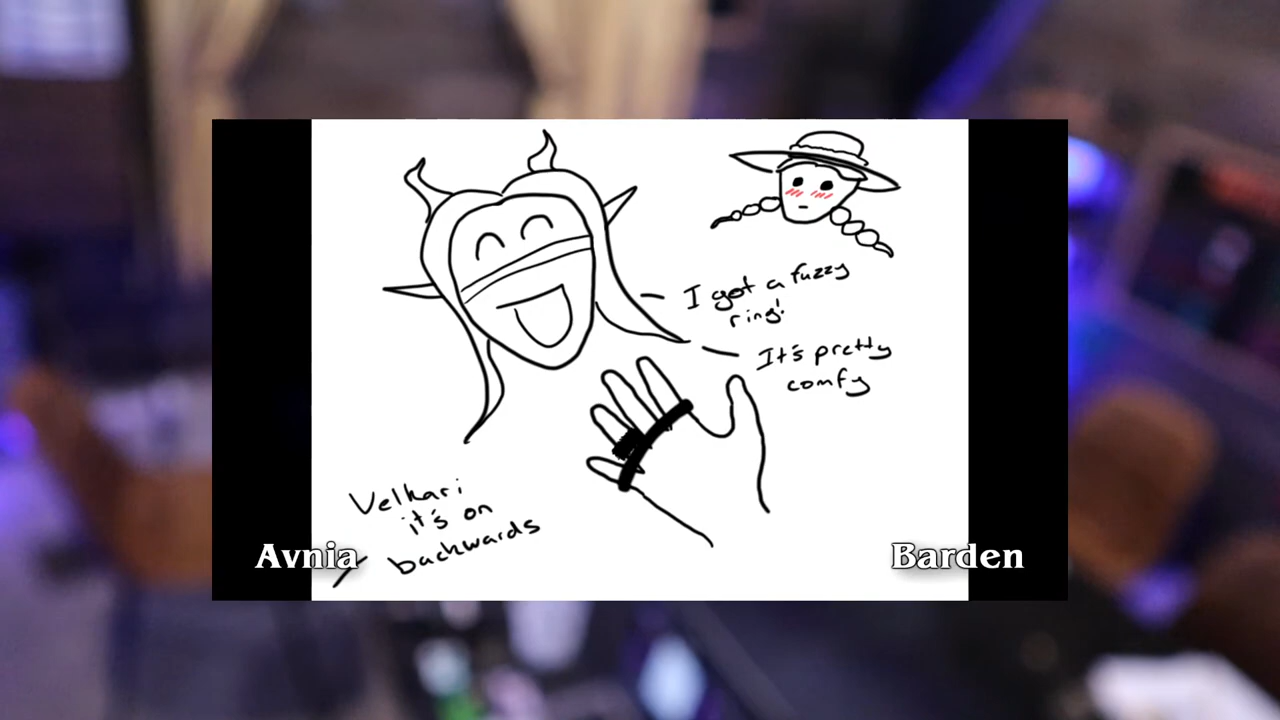 I got a fuzzy
ring!
It's pretty
comfy
Velkari
it's on
backwards
Avnia
Barden